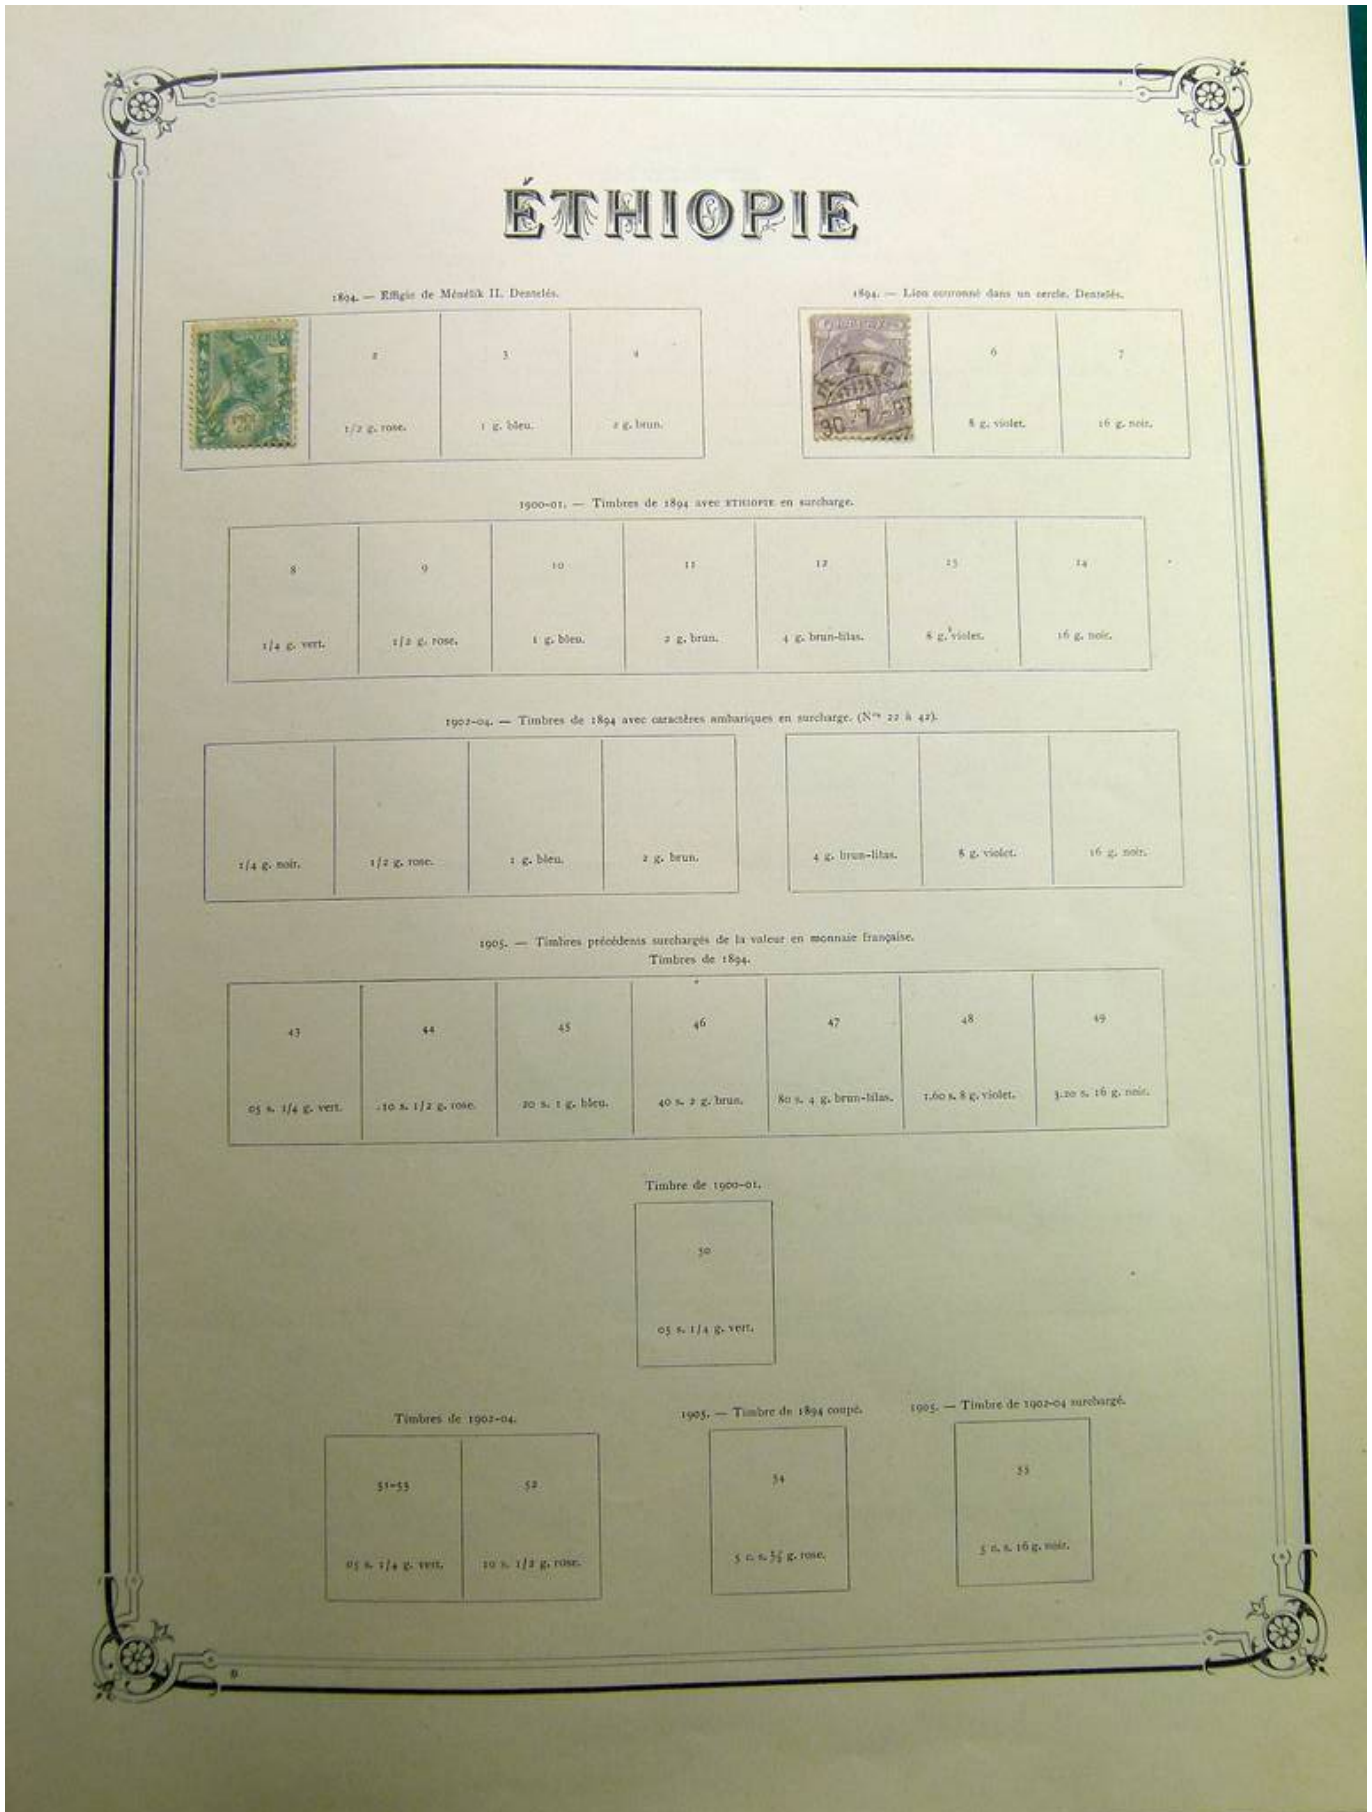 ÉTHIOPIE
1894. — Effigie de Ménélik II. Dentelés.
1894. — Lion couronné dans un cercle. Dentelés.
2 3 4 6 7
1/2 g. rose. 1 g. bleu. 2 g. brun. 8 g. violet. 16 g. noir.
1900-01. — Timbres de 1894 avec ETHIOPIE en surcharge.
8 9 10 11 12 13 14
1/4 g. vert. 1/2 g. rose. 1 g. bleu. 2 g. brun. 4 g. brun-lilas. 8 g. violet. 16 g. noir.
1902-04. — Timbres de 1894 avec caractères amhariques en surcharge. (Nos 22 à 42).
1/4 g. noir. 1/2 g. rose. 1 g. bleu. 2 g. brun. 4 g. brun-lilas. 8 g. violet. 16 g. noir.
1905. — Timbres précédents surchargés de la valeur en monnaie française.
Timbres de 1894.
43 44 45 46 47 48 49
05 s. 1/4 g. vert. 10 s. 1/2 g. rose. 20 s. 1 g. bleu. 40 s. 2 g. brun. 80 s. 4 g. brun-lilas. 1.60 s. 8 g. violet. 3.20 s. 16 g. noir.
Timbre de 1900-01.
50
05 s. 1/4 g. vert.
Timbres de 1902-04.
1905. — Timbre de 1894 coupé.
1905. — Timbre de 1902-04 surchargé.
51-53 52 54 55
05 s. 1/4 g. vert. 10 s. 1/2 g. rose. 5 c. s. g. rose. 5 c. s. 16 g. noir.